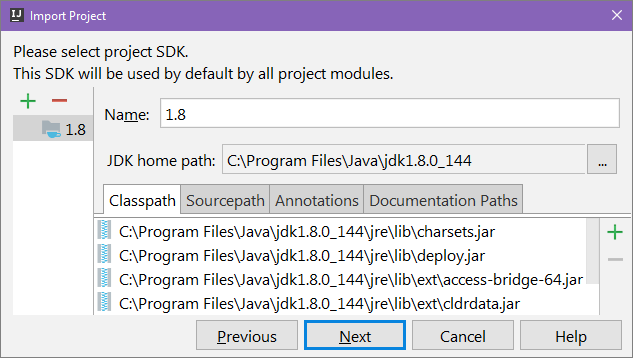 IJ Import Project
Please select project SDK.
This SDK will be used by default by all project modules.
1.8
Name: 1.8
JDK home path: C:\Program Files\Java\jdk1.8.0_144 ...
Classpath Sourcepath Annotations Documentation Paths
C:\Program Files\Java\jdk1.8.0_144\jre\lib\charsets.jar
C:\Program Files\Java\jdk1.8.0_144\jre\lib\deploy.jar
C:\Program Files\Java\jdk1.8.0_144\jre\lib\ext\access-bridge-64.jar
C:\Program Files\Java\jdk1.8.0_144\jre\lib\ext\cldrdata.jar
Previous Next Cancel Help